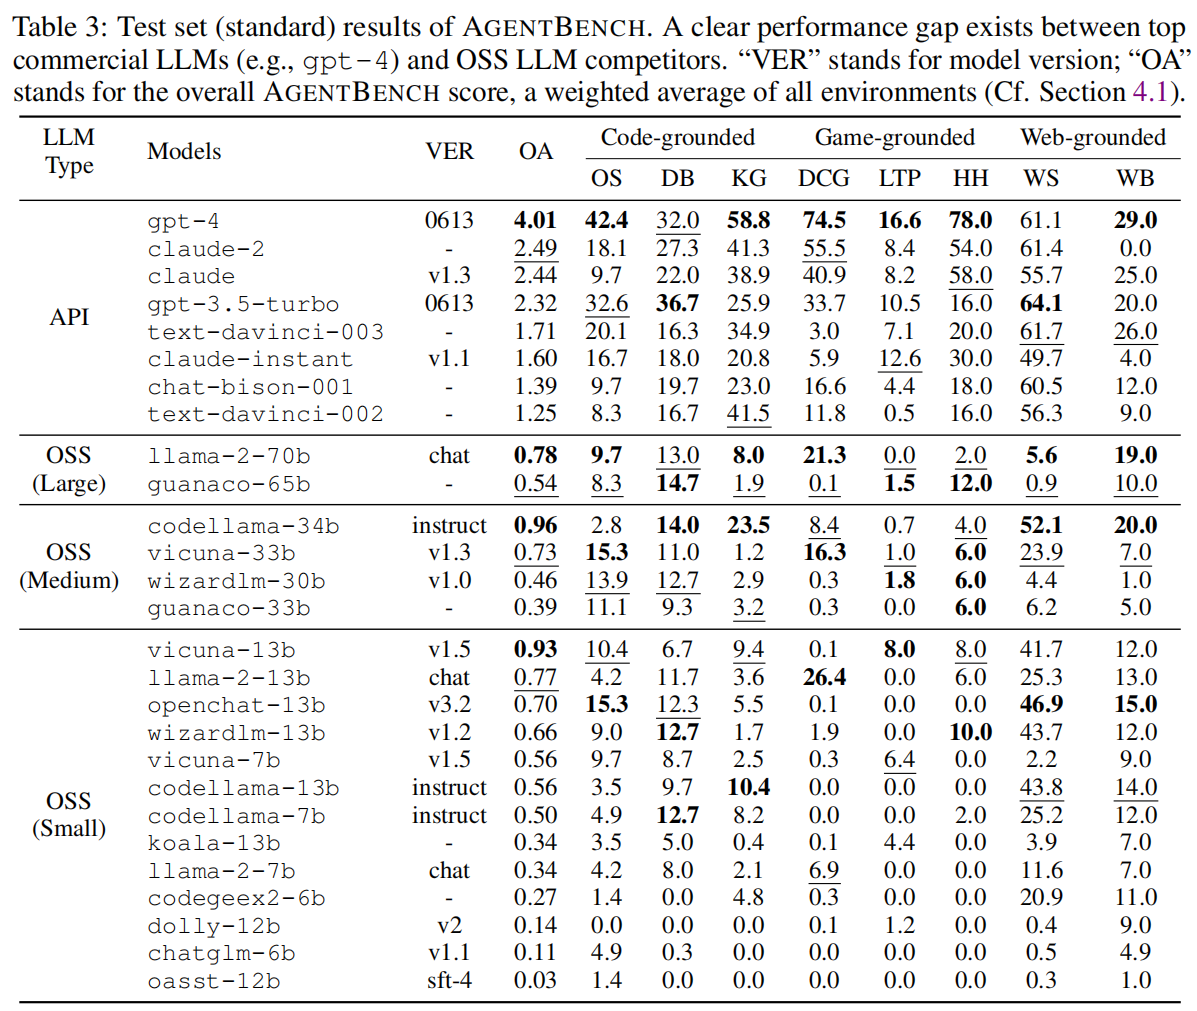 Table 3: Test set (standard) results of AGENTBENCH. A clear performance gap exists between top
commercial LLMs (e.g., gpt-4) and OSS LLM competitors. “VER” stands for model version; “OA”
stands for the overall AGENTBENCH score, a weighted average of all environments (Cf. Section 4.1).
LLM Type Models VER OA Code-grounded Game-grounded Web-grounded
OS DB KG DCG LTP HH WS WB
API
gpt-4 0613 4.01 42.4 32.0 58.8 74.5 16.6 78.0 61.1 29.0
claude-2 - 2.49 18.1 27.3 41.3 55.5 8.4 54.0 61.4 0.0
claude v1.3 2.44 9.7 22.0 38.9 40.9 8.2 58.0 55.7 25.0
gpt-3.5-turbo 0613 2.32 32.6 36.7 25.9 33.7 10.5 16.0 64.1 20.0
text-davinci-003 - 1.71 20.1 16.3 34.9 3.0 7.1 20.0 61.7 26.0
claude-instant v1.1 1.60 16.7 18.0 20.8 5.9 12.6 30.0 49.7 4.0
chat-bison-001 - 1.39 9.7 19.7 23.0 16.6 4.4 18.0 60.5 12.0
text-davinci-002 - 1.25 8.3 16.7 41.5 11.8 0.5 16.0 56.3 9.0
OSS (Large)
llama-2-70b chat 0.78 9.7 13.0 8.0 21.3 0.0 2.0 5.6 19.0
guanaco-65b - 0.54 8.3 14.7 1.9 0.1 1.5 12.0 0.9 10.0
OSS (Medium)
codellama-34b instruct 0.96 2.8 14.0 23.5 8.4 0.7 4.0 52.1 20.0
vicuna-33b v1.3 0.73 15.3 11.0 1.2 16.3 1.0 6.0 23.9 7.0
wizardlm-30b v1.0 0.46 13.9 12.7 2.9 0.3 1.8 6.0 4.4 1.0
guanaco-33b - 0.39 11.1 9.3 3.2 0.3 0.0 6.0 6.2 5.0
OSS (Small)
vicuna-13b v1.5 0.93 10.4 6.7 9.4 0.1 8.0 8.0 41.7 12.0
llama-2-13b chat 0.77 4.2 11.7 3.6 26.4 0.0 6.0 25.3 13.0
openchat-13b v3.2 0.70 15.3 12.3 5.5 0.1 0.0 0.0 46.9 15.0
wizardlm-13b v1.2 0.66 9.0 12.7 1.7 1.9 0.0 10.0 43.7 12.0
vicuna-7b v1.5 0.56 9.7 8.7 2.5 0.3 6.4 0.0 2.2 9.0
codellama-13b instruct 0.56 3.5 9.7 10.4 0.0 0.0 0.0 43.8 14.0
codellama-7b instruct 0.50 4.9 12.7 8.2 0.0 0.0 2.0 25.2 12.0
koala-13b - 0.34 3.5 5.0 0.4 0.1 4.4 0.0 3.9 7.0
llama-2-7b chat 0.34 4.2 8.0 2.1 6.9 0.0 0.0 11.6 7.0
codegeex2-6b - 0.27 1.4 0.0 4.8 0.3 0.0 0.0 20.9 11.0
dolly-12b v2 0.14 0.0 0.0 0.0 0.1 1.2 0.0 0.4 9.0
chatglm-6b v1.1 0.11 4.9 0.3 0.0 0.0 0.0 0.0 0.5 4.9
oasst-12b sft-4 0.03 1.4 0.0 0.0 0.0 0.0 0.0 0.3 1.0